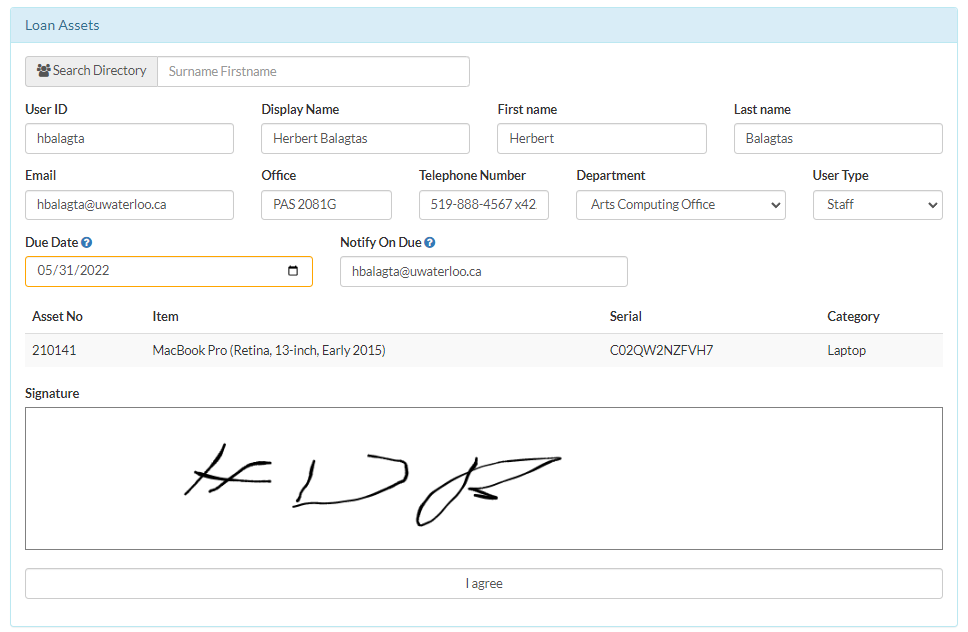 Loan Assets
Search Directory Surname Firstname
User ID Display Name First name Last name
hbalagta Herbert Balagtas Herbert Balagtas
Email Office Telephone Number Department User Type
hbalagta@uwaterloo.ca PAS 2081G 519-888-4567 x42 Arts Computing Office Staff
Due Date Notify On Due
05/31/2022 hbalagta@uwaterloo.ca
Asset No Item Serial Category
210141 MacBook Pro (Retina, 13-inch, Early 2015) C02QW2NZFVH7 Laptop
Signature
I agree